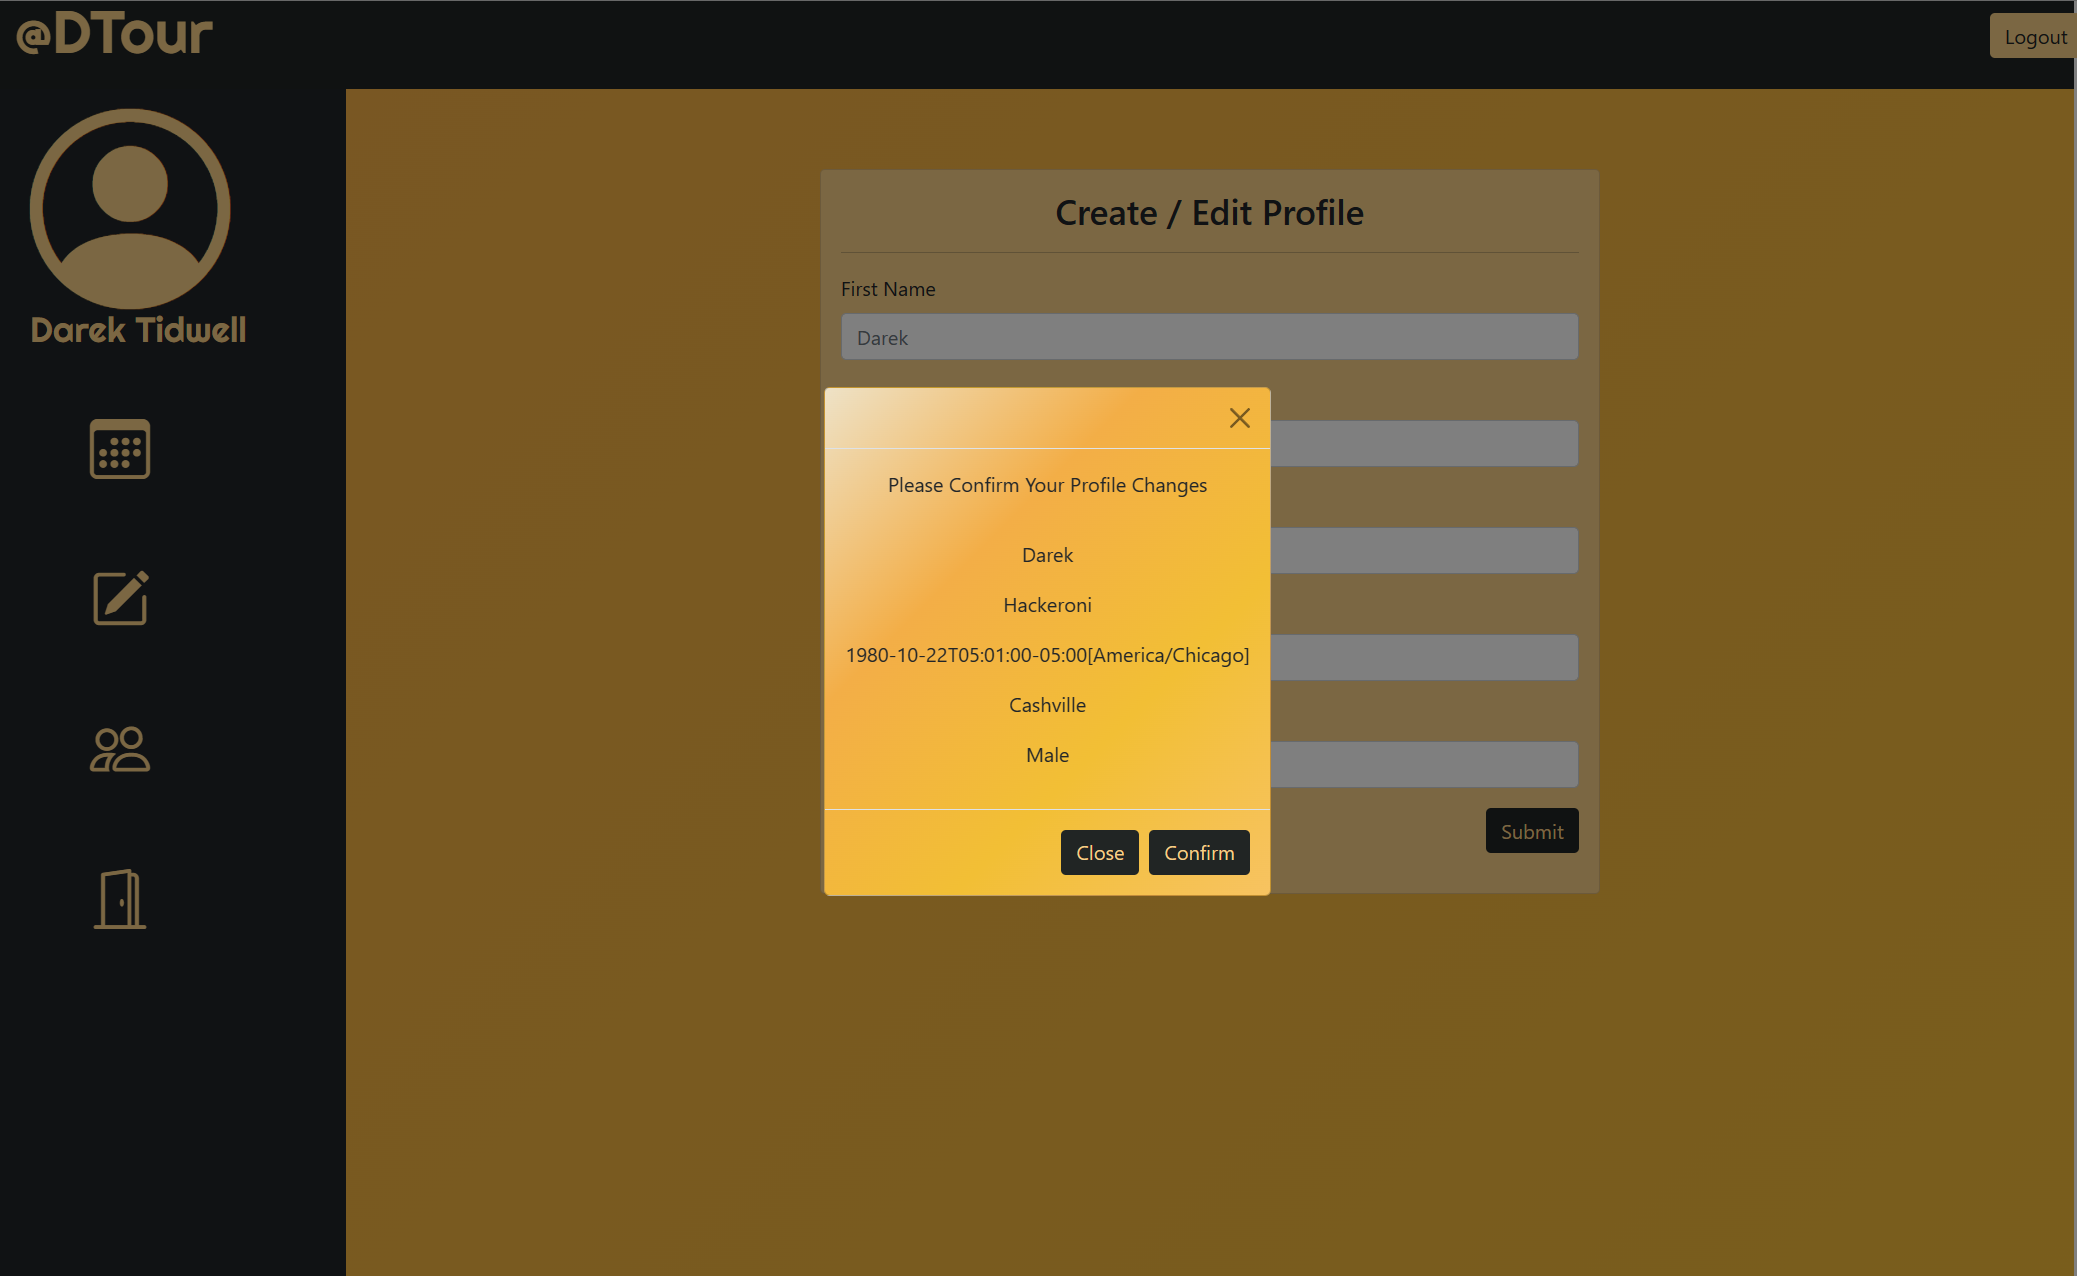 @DTour
Logout
Darek Tidwell
Create / Edit Profile
First Name
Darek
Please Confirm Your Profile Changes
Darek
Hackeroni
1980-10-22T05:01:00-05:00[America/Chicago]
Cashville
Male
Submit
Close
Confirm